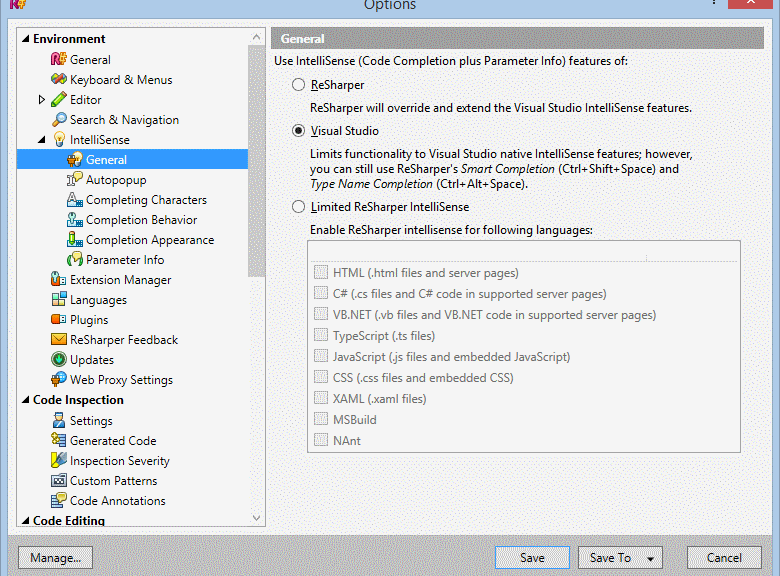 R#
Options
Environment
R# General
Keyboard & Menus
Editor
Search & Navigation
IntelliSense
General
Autopopup
Completing Characters
Completion Behavior
Completion Appearance
Parameter Info
Extension Manager
Languages
Plugins
ReSharper Feedback
Updates
Web Proxy Settings
Code Inspection
Settings
Generated Code
Inspection Severity
Custom Patterns
Code Annotations
Code Editing
General
Use IntelliSense (Code Completion plus Parameter Info) features of:
ReSharper
ReSharper will override and extend the Visual Studio IntelliSense features.
Visual Studio
Limits functionality to Visual Studio native IntelliSense features; however,
you can still use ReSharper's Smart Completion (Ctrl+Shift+Space) and
Type Name Completion (Ctrl+Alt+Space).
Limited ReSharper IntelliSense
Enable ReSharper intellisense for following languages:
HTML (.html files and server pages)
C# (.cs files and C# code in supported server pages)
VB.NET (.vb files and VB.NET code in supported server pages)
TypeScript (.ts files)
JavaScript (.js files and embedded JavaScript)
CSS (.css files and embedded CSS)
XAML (.xaml files)
MSBuild
NAnt
Manage...
Save
Save To
Cancel